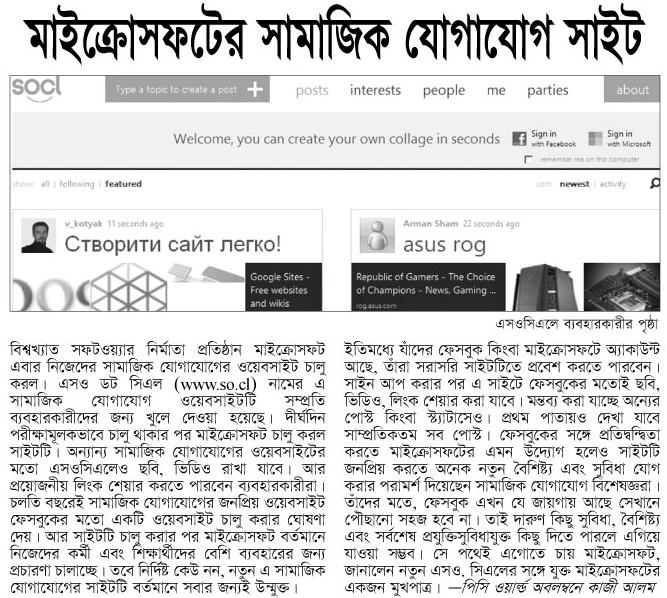 মাইক্রোসফটের সামাজিক যোগাযোগ সাইট
socl
Type a topic to create a post +
posts interests people me parties about
Welcome, you can create your own collage in seconds
Sign in with Facebook
Sign in with Microsoft
remember me on this computer
show: all | following | featured
sort: newest | activity
v_kotyak 11 seconds ago
Створити сайт легко!
Google Sites -
Free websites
and wikis
Arman Sham 22 seconds ago
asus rog
Republic of Gamers - The Choice
of Champions - News, Gaming ...
rog.asus.com
এসওসিএলে ব্যবহারকারীর পৃষ্ঠা
বিশ্বখ্যাত সফটওয়্যার নির্মাতা প্রতিষ্ঠান মাইক্রোসফট
এবার নিজেদের সামাজিক যোগাযোগের ওয়েবসাইট চালু
করল। এসও ডট সিএল (www.so.cl) নামের এ
সামাজিক যোগাযোগ ওয়েবসাইটটি সম্প্রতি
ব্যবহারকারীদের জন্য খুলে দেওয়া হয়েছে। দীর্ঘদিন
পরীক্ষামূলকভাবে চালু থাকার পর মাইক্রোসফট চালু করল
সাইটটি। অন্যান্য সামাজিক যোগাযোগের ওয়েবসাইটের
মতো এসওসিএলেও ছবি, ভিডিও রাখা যাবে। আর
প্রয়োজনীয় লিংক শেয়ার করতে পারবেন ব্যবহারকারীরা।
চলতি বছরেই সামাজিক যোগাযোগের জনপ্রিয় ওয়েবসাইট
ফেসবুকের মতো একটি ওয়েবসাইট চালু করার ঘোষণা
দেয়। আর সাইটটি চালু করার পর মাইক্রোসফট বর্তমানে
নিজেদের কর্মী এবং শিক্ষার্থীদের বেশি ব্যবহারের জন্য
প্রচারণা চালাচ্ছে। তবে নির্দিষ্ট কেউ নন, নতুন এ সামাজিক
যোগাযোগের সাইটটি বর্তমানে সবার জন্যই উন্মুক্ত।
ইতিমধ্যে যাঁদের ফেসবুক কিংবা মাইক্রোসফটে অ্যাকাউন্ট
আছে, তাঁরা সরাসরি সাইটটিতে প্রবেশ করতে পারবেন।
সাইন আপ করার পর এ সাইটে ফেসবুকের মতোই ছবি,
ভিডিও, লিংক শেয়ার করা যাবে। মন্তব্য করা যাচ্ছে অন্যের
পোস্ট কিংবা স্ট্যাটাসেও। প্রথম পাতায়ও দেখা যাবে
সাম্প্রতিকতম সব পোস্ট। ফেসবুকের সঙ্গে প্রতিদ্বন্দ্বিতা
করতে মাইক্রোসফটের এমন উদ্যোগ হলেও সাইটটি
জনপ্রিয় করতে অনেক নতুন বৈশিষ্ট্য এবং সুবিধা যোগ
করার পরামর্শ দিয়েছেন সামাজিক যোগাযোগ বিশেষজ্ঞরা।
তাঁদের মতে, ফেসবুক এখন যে জায়গায় আছে সেখানে
পৌঁছানো সহজ হবে না। তাই দারুণ কিছু সুবিধা, বৈশিষ্ট্য
এবং সর্বশেষ প্রযুক্তিসুবিধাযুক্ত কিছু দিতে পারলে এগিয়ে
যাওয়া সম্ভব। সে পথেই এগোতে চায় মাইক্রোসফট,
জানালেন নতুন এসও. সিএলের সঙ্গে যুক্ত মাইক্রোসফটের
একজন মুখপাত্র। —পিসি ওয়ার্ল্ড অবলম্বনে কাজী আলম